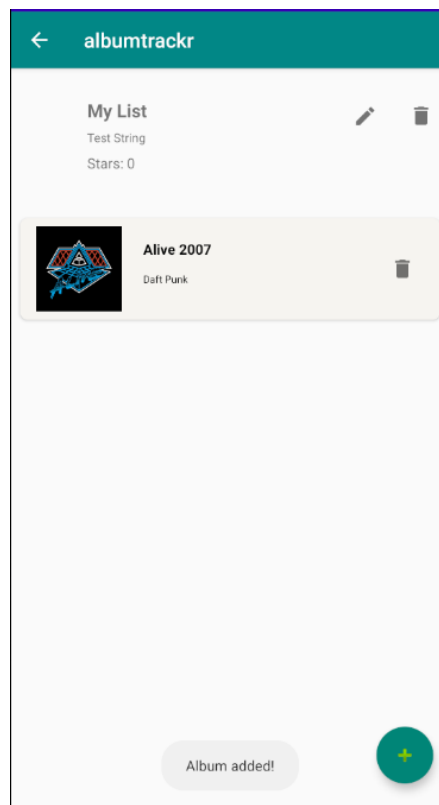 albumtrackr
My List
Test String
Stars: 0
Alive 2007
Daft Punk
Album added!